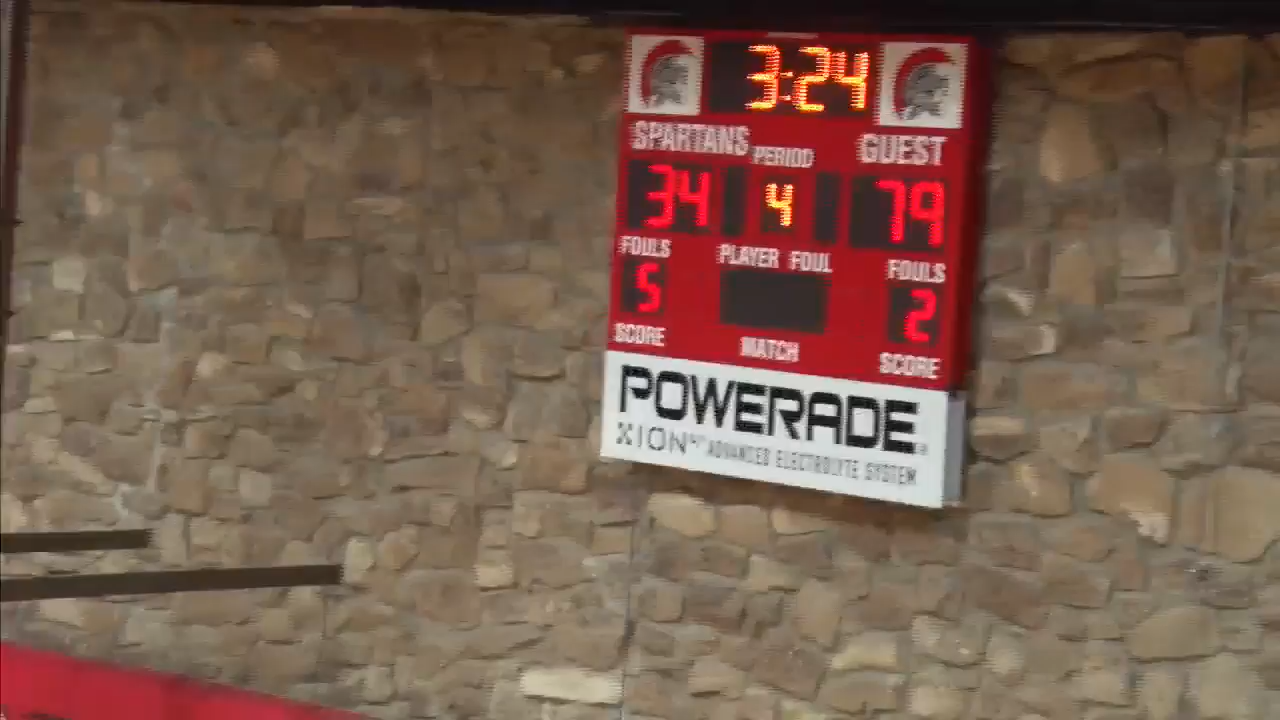 3:24
SPARTANS PERIOD GUEST
34 4 79
FOULS PLAYER FOUL FOULS
5 2
SCORE MATCH SCORE
POWERADE
ION4 ADVANCED ELECTROLYTE SYSTEM